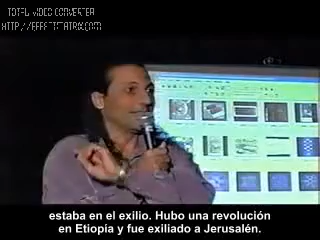 TOTAL VIDEO CONVERTER
HTTP://EFFECTMATRIX.COM
estaba en el exilio. Hubo una revolución
en Etiopía y fue exiliado a Jerusalén.